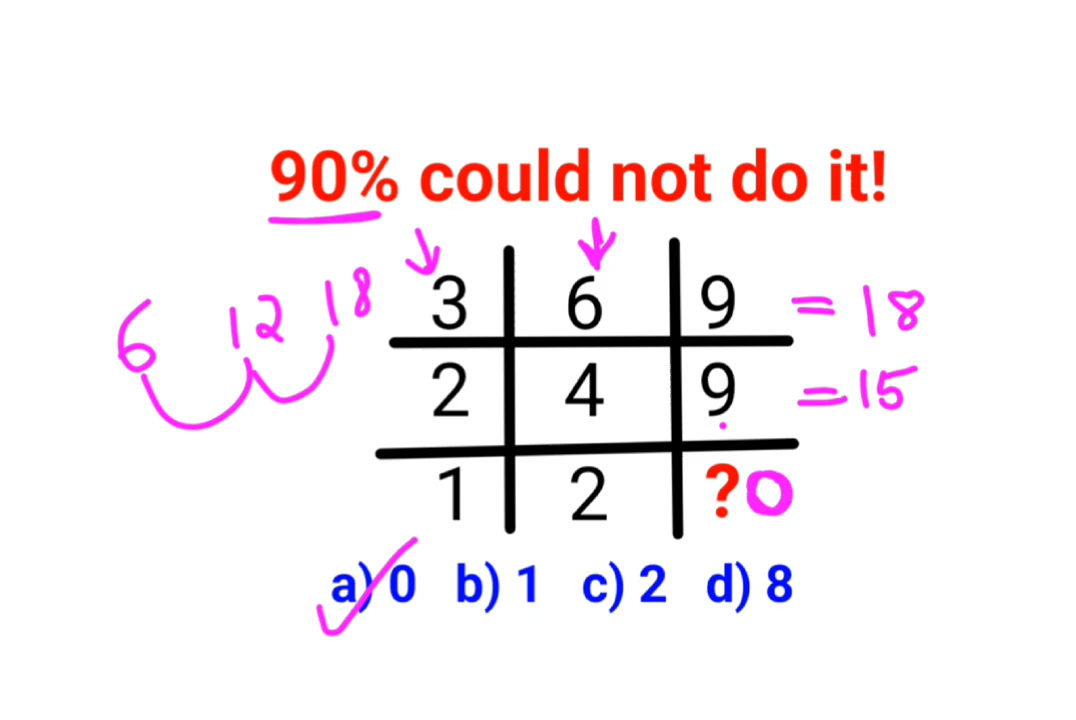 90% could not do it!
6 12 18 3 6 9 = 18
2 4 9 = 15
1 2 ? 0
a) 0 b) 1 c) 2 d) 8